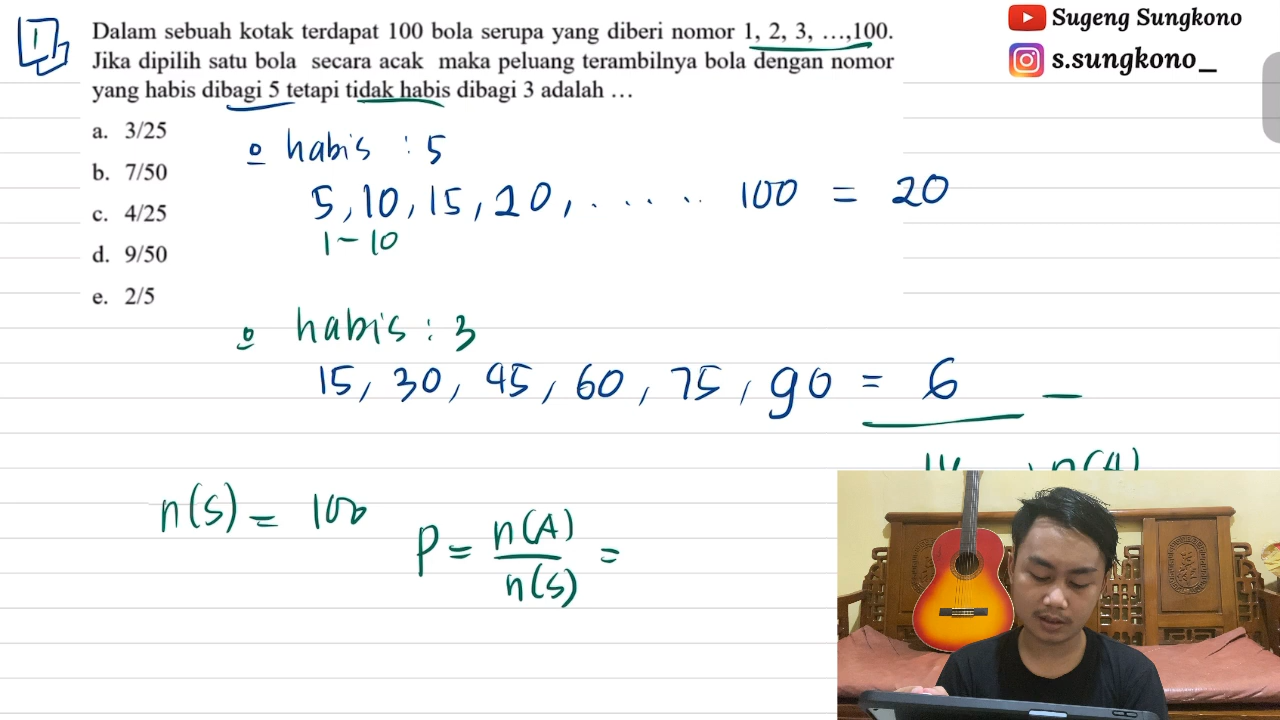 1
Dalam sebuah kotak terdapat 100 bola serupa yang diberi nomor 1, 2, 3, …,100.
Jika dipilih satu bola secara acak maka peluang terambilnya bola dengan nomor
yang habis dibagi 5 tetapi tidak habis dibagi 3 adalah …
a. 3/25
b. 7/50
c. 4/25
d. 9/50
e. 2/5
Sugeng Sungkono
s.sungkono_
habis : 5
5, 10, 15, 20, ..... 100 = 20
1 - 10
habis : 3
15, 30, 45, 60, 75, 90 = 6 -
n(A)
n(S) = 100
P = n(A)/n(S) =